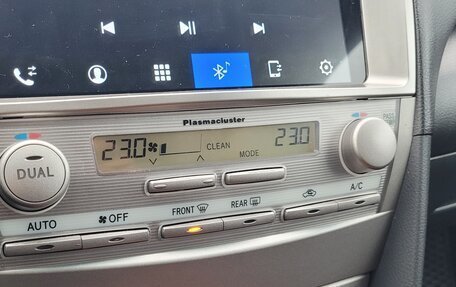 Plasmacluster
PASS
23.0 CLEAN 23.0
MODE
DUAL
AUTO OFF FRONT REAR A/C